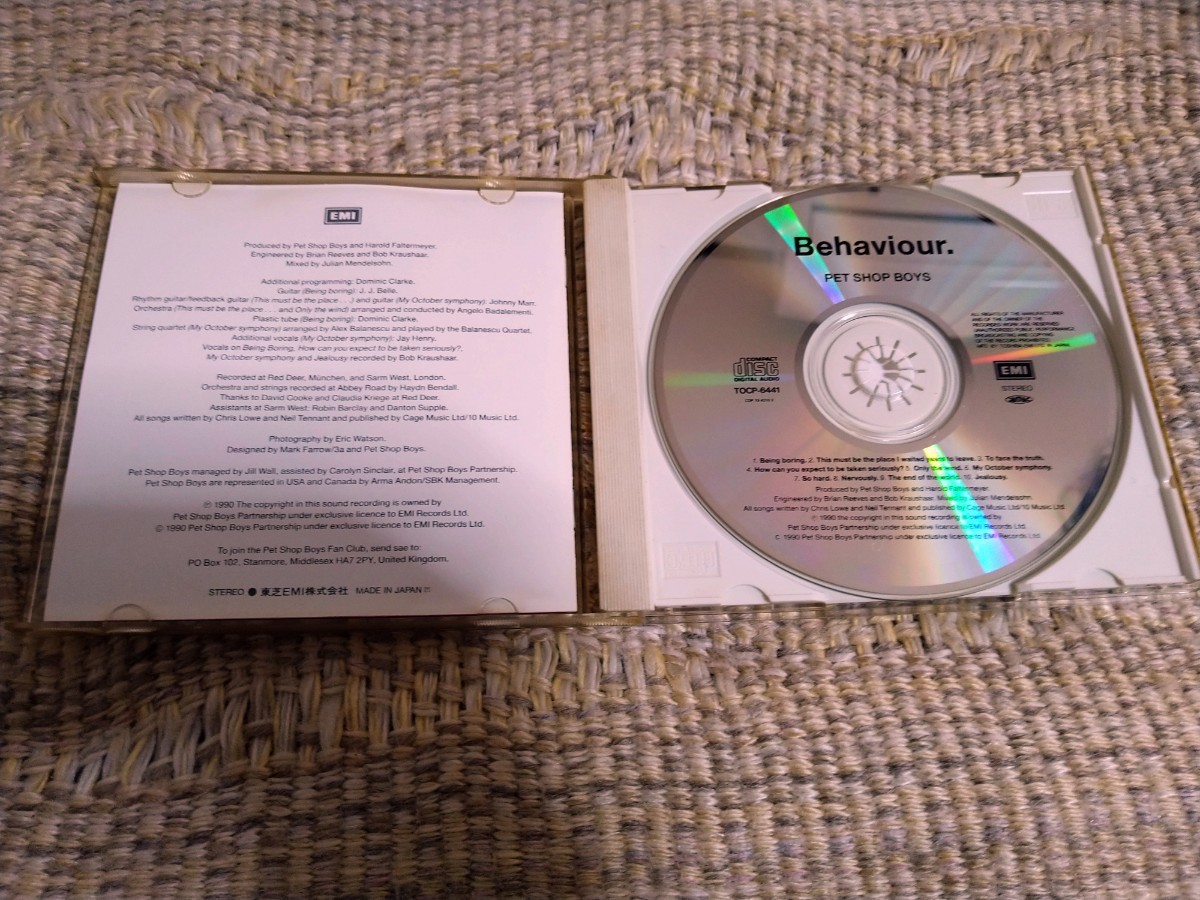 EMI
Produced by Pet Shop Boys and Harold Faltermeyer.
Engineered by Brian Reeves and Bob Kraushaar.
Mixed by Julian Mendelsohn.
Additional programming: Dominic Clarke.
Guitar (Being boring): J. J. Belle.
Rhythm guitar/feedback guitar (This must be the place . . .) and guitar (My October symphony): Johnny Marr.
Orchestra (This must be the place . . . and Only the wind) arranged and conducted by Angelo Badalamenti.
Plastic tube (Being boring): Dominic Clarke.
String quartet (My October symphony) arranged by Alex Balanescu and played by the Balanescu Quartet.
Additional vocals (My October symphony): Jay Henry.
Vocals on Being Boring, How can you expect to be taken seriously?,
My October symphony and Jealousy recorded by Bob Kraushaar.
Recorded at Red Deer, München, and Sarm West, London.
Orchestra and strings recorded at Abbey Road by Haydn Bendall.
Thanks to David Cooke and Claudia Kriege at Red Deer.
Assistants at Sarm West: Robin Barclay and Danton Supple.
All songs written by Chris Lowe and Neil Tennant and published by Cage Music Ltd/10 Music Ltd.
Photography by Eric Watson.
Designed by Mark Farrow/3a and Pet Shop Boys.
Pet Shop Boys managed by Jill Wall, assisted by Carolyn Sinclair, at Pet Shop Boys Partnership.
Pet Shop Boys are represented in USA and Canada by Arma Andon/SBK Management.
℗ 1990 The copyright in this sound recording is owned by
Pet Shop Boys Partnership under exclusive licence to EMI Records Ltd.
© 1990 Pet Shop Boys Partnership under exclusive licence to EMI Records Ltd.
To join the Pet Shop Boys Fan Club, send sae to:
PO Box 102, Stanmore, Middlesex HA7 2PY, United Kingdom.
STEREO ● 東芝EMI株式会社 MADE IN JAPAN
Behaviour.
PET SHOP BOYS
ALL RIGHTS OF THE MANUFACTURER
AND OF THE OWNER OF THE
RECORDED WORK ARE RESERVED.
COMPACT
disc
DIGITAL AUDIO
TOCP-6441
EMI
STEREO
1. Being boring. 2. This must be the place I waited years to leave. 3. To face the truth.
4. How can you expect to be taken seriously? 5. Only the wind. 6. My October symphony.
7. So hard. 8. Nervously. 9. The end of the world. 10. Jealousy.
Produced by Pet Shop Boys and Harold Faltermeyer.
Engineered by Brian Reeves and Bob Kraushaar. Mixed by Julian Mendelsohn.
All songs written by Chris Lowe and Neil Tennant and published by Cage Music Ltd/10 Music Ltd.
℗ 1990 the copyright in this sound recording is owned by
Pet Shop Boys Partnership under exclusive licence to EMI Records Ltd.
© 1990 Pet Shop Boys Partnership under exclusive licence to EMI Records Ltd.